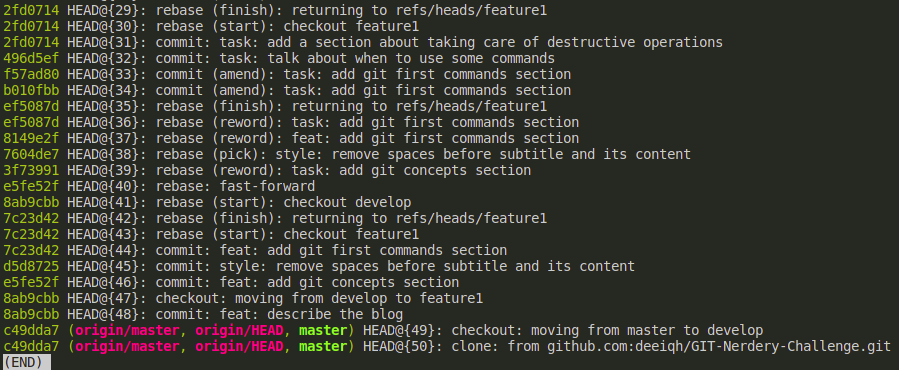 2fd0714 HEAD@{29}: rebase (finish): returning to refs/heads/feature1
2fd0714 HEAD@{30}: rebase (start): checkout feature1
2fd0714 HEAD@{31}: commit: task: add a section about taking care of destructive operations
496d5ef HEAD@{32}: commit: task: talk about when to use some commands
f57ad80 HEAD@{33}: commit (amend): task: add git first commands section
b010fbb HEAD@{34}: commit (amend): task: add git first commands section
ef5087d HEAD@{35}: rebase (finish): returning to refs/heads/feature1
ef5087d HEAD@{36}: rebase (reword): task: add git first commands section
8149e2f HEAD@{37}: rebase (reword): feat: add git first commands section
7604de7 HEAD@{38}: rebase (pick): style: remove spaces before subtitle and its content
3f73991 HEAD@{39}: rebase (reword): task: add git concepts section
e5fe52f HEAD@{40}: rebase: fast-forward
8ab9cbb HEAD@{41}: rebase (start): checkout develop
7c23d42 HEAD@{42}: rebase (finish): returning to refs/heads/feature1
7c23d42 HEAD@{43}: rebase (start): checkout feature1
7c23d42 HEAD@{44}: commit: feat: add git first commands section
d5d8725 HEAD@{45}: commit: style: remove spaces before subtitle and its content
e5fe52f HEAD@{46}: commit: feat: add git concepts section
8ab9cbb HEAD@{47}: checkout: moving from develop to feature1
8ab9cbb HEAD@{48}: commit: feat: describe the blog
c49dda7 (origin/master, origin/HEAD, master) HEAD@{49}: checkout: moving from master to develop
c49dda7 (origin/master, origin/HEAD, master) HEAD@{50}: clone: from github.com:deeiqh/GIT-Nerdery-Challenge.git
(END)